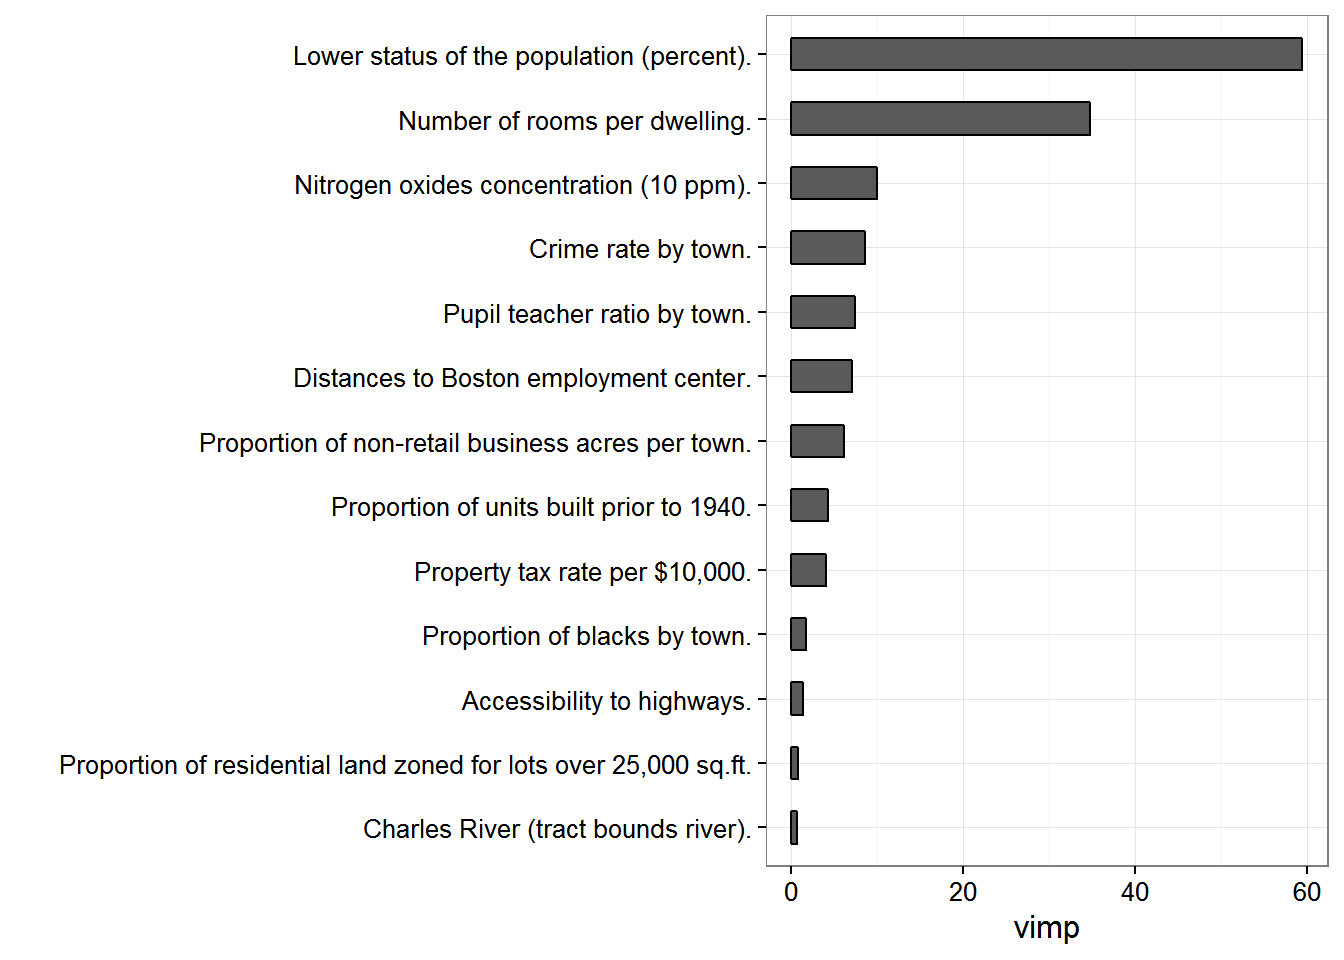 Lower status of the population (percent).
Number of rooms per dwelling.
Nitrogen oxides concentration (10 ppm).
Crime rate by town.
Pupil teacher ratio by town.
Distances to Boston employment center.
Proportion of non-retail business acres per town.
Proportion of units built prior to 1940.
Property tax rate per $10,000.
Proportion of blacks by town.
Accessibility to highways.
Proportion of residential land zoned for lots over 25,000 sq.ft.
Charles River (tract bounds river).
0 20 40 60
vimp